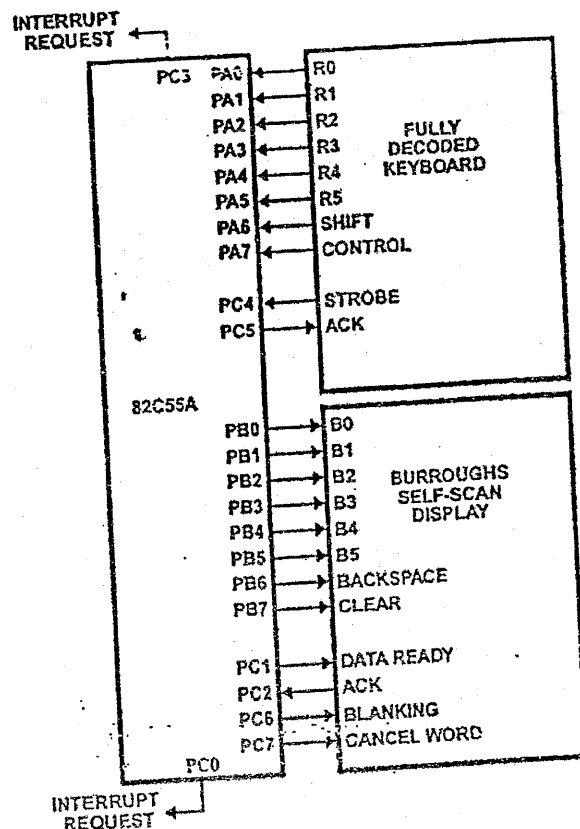 INTERRUPT
REQUEST
PC3 PA0 R0
PA1 R1
PA2 R2
PA3 R3
PA4 R4
PA5 R5
PA6 SHIFT
PA7 CONTROL
FULLY
DECODED
KEYBOARD
PC4 STROBE
PC5 ACK
82C55A
PB0 B0
PB1 B1
PB2 B2
PB3 B3
PB4 B4
PB5 B5
PB6 BACKSPACE
PB7 CLEAR
BURROUGHS
SELF-SCAN
DISPLAY
PC1 DATA READY
PC2 ACK
PC6 BLANKING
PC7 CANCEL WORD
PC0
INTERRUPT
REQUEST